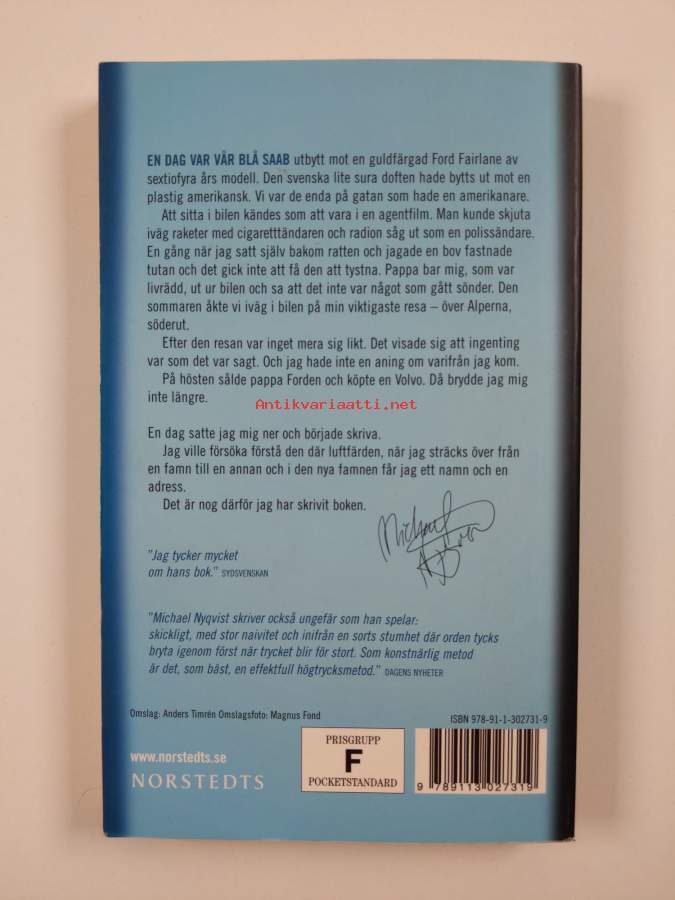 EN DAG VAR VÅR BLÅ SAAB utbytt mot en guldfärgad Ford Fairlane av
sextiofyra års modell. Den svenska lite sura doften hade bytts ut mot en
plastig amerikansk. Vi var de enda på gatan som hade en amerikanare.
Att sitta i bilen kändes som att vara i en agentfilm. Man kunde skjuta
iväg raketer med cigarettändaren och radion såg ut som en polissändare.
En gång när jag satt själv bakom ratten och jagade en bov fastnade
tutan och det gick inte att få den att tystna. Pappa bar mig, som var
livrädd, ut ur bilen och sa att det inte var något som gått sönder. Den
sommaren åkte vi iväg i bilen på min viktigaste resa – över Alperna,
söderut.
Efter den resan var inget mera sig likt. Det visade sig att ingenting
var som det var sagt. Och jag hade inte en aning om varifrån jag kom.
På hösten sålde pappa Forden och köpte en Volvo. Då brydde jag mig
inte längre.
Antikvariaatti.net
En dag satte jag mig ner och började skriva.
Jag ville försöka förstå den där luftfärden, när jag sträcks över från
en famn till en annan och i den nya famnen får jag ett namn och en
adress.
Det är nog därför jag har skrivit boken.
Michael
"Jag tycker mycket
om hans bok." SYDSVENSKAN
"Michael Nyqvist skriver också ungefär som han spelar:
skickligt, med stor naivitet och inifrån en sorts stumhet där orden tycks
bryta igenom först när trycket blir för stort. Som konstnärlig metod
är det, som bäst, en effektfull högtrycksmetod." DAGENS NYHETER
Omslag: Anders Timrén Omslagsfoto: Magnus Fond
ISBN 978-91-1-302731-9
www.norstedts.se
NORSTEDTS
PRISGRUPP
F
POCKETSTANDARD
9 789113 027319